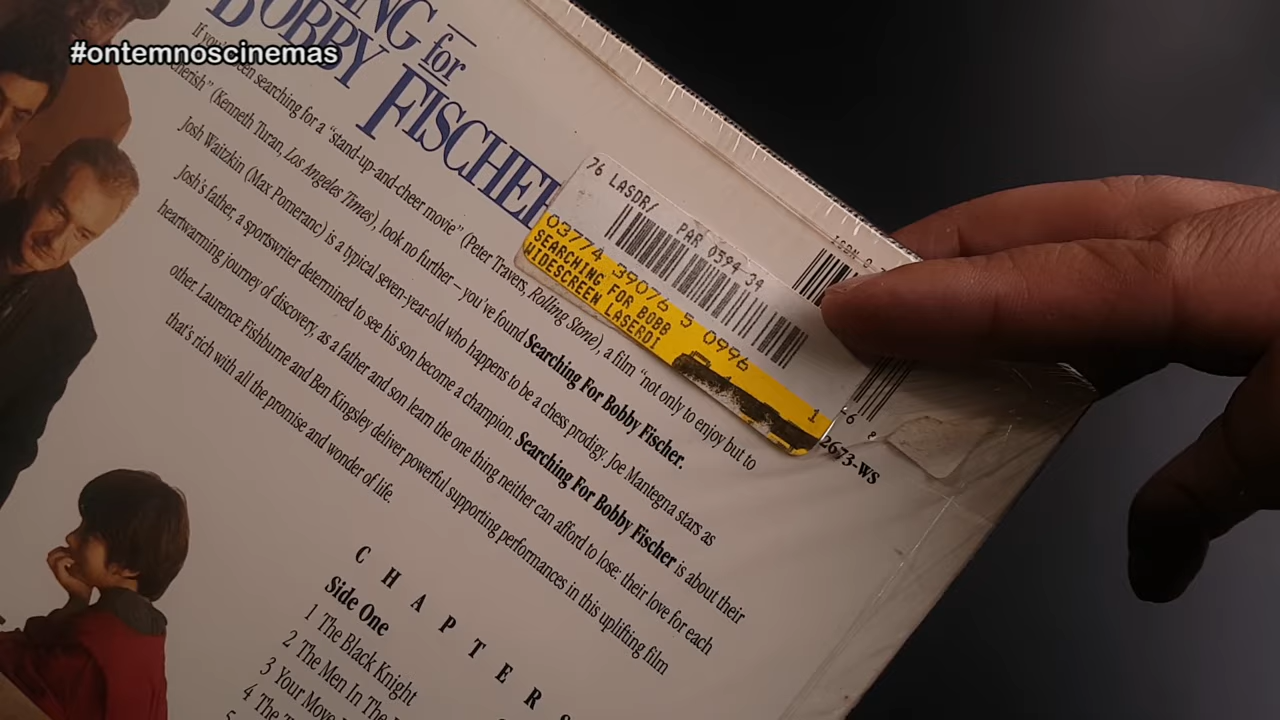 #ontemnoscinemas
for
BOBBY FISCHER
If you've been searching for a "stand-up-and-cheer movie" (Peter Travers, Rolling Stone), a film "not only to enjoy but to
cherish" (Kenneth Turan, Los Angeles Times), look no further – you've found Searching For Bobby Fischer.
Josh Waitzkin (Max Pomeranc) is a typical seven-year-old who happens to be a chess prodigy. Joe Mantegna stars as
Josh's father, a sportswriter determined to see his son become a champion. Searching For Bobby Fischer is about their
heartwarming journey of discovery, as a father and son learn the one thing neither can afford to lose: their love for each
other. Laurence Fishburne and Ben Kingsley deliver powerful supporting performances in this uplifting film
that's rich with all the promise and wonder of life.
76 LASDR/ PAR 0394 34
03774 39076 5 0996
SEARCHING FOR BOBB
WIDESCREEN LASERDI
1
ISBN 0
6 8
2673-WS
CHAPTERS
Side One
1 The Black Knight
2 The Men In The
3 Your Move
4 The
5